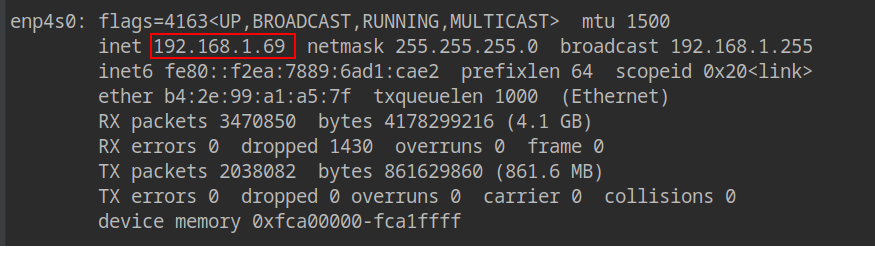 enp4s0: flags=4163<UP,BROADCAST,RUNNING,MULTICAST>  mtu 1500
inet 192.168.1.69  netmask 255.255.255.0  broadcast 192.168.1.255
inet6 fe80::f2ea:7889:6ad1:cae2  prefixlen 64  scopeid 0x20<link>
ether b4:2e:99:a1:a5:7f  txqueuelen 1000  (Ethernet)
RX packets 3470850  bytes 4178299216 (4.1 GB)
RX errors 0  dropped 1430  overruns 0  frame 0
TX packets 2038082  bytes 861629860 (861.6 MB)
TX errors 0  dropped 0 overruns 0  carrier 0  collisions 0
device memory 0xfca00000-fca1ffff